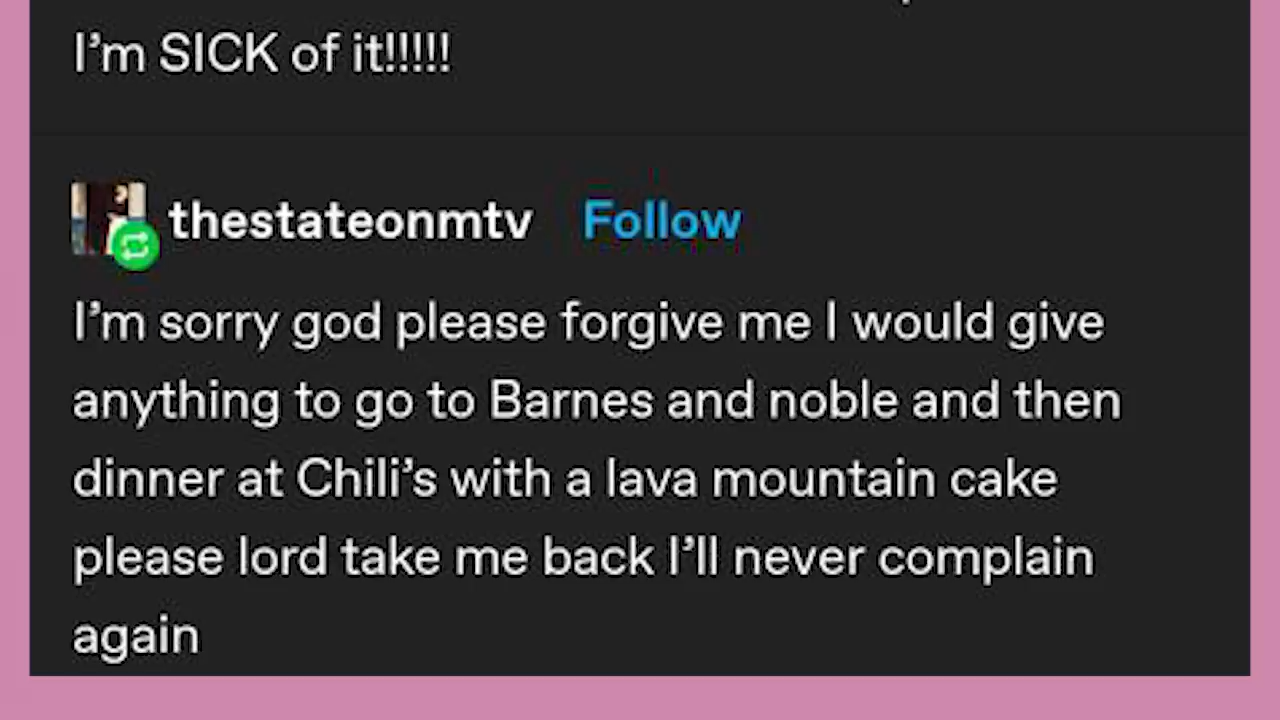 I’m SICK of it!!!!!
thestateonmtv Follow
I’m sorry god please forgive me I would give
anything to go to Barnes and noble and then
dinner at Chili’s with a lava mountain cake
please lord take me back I’ll never complain
again